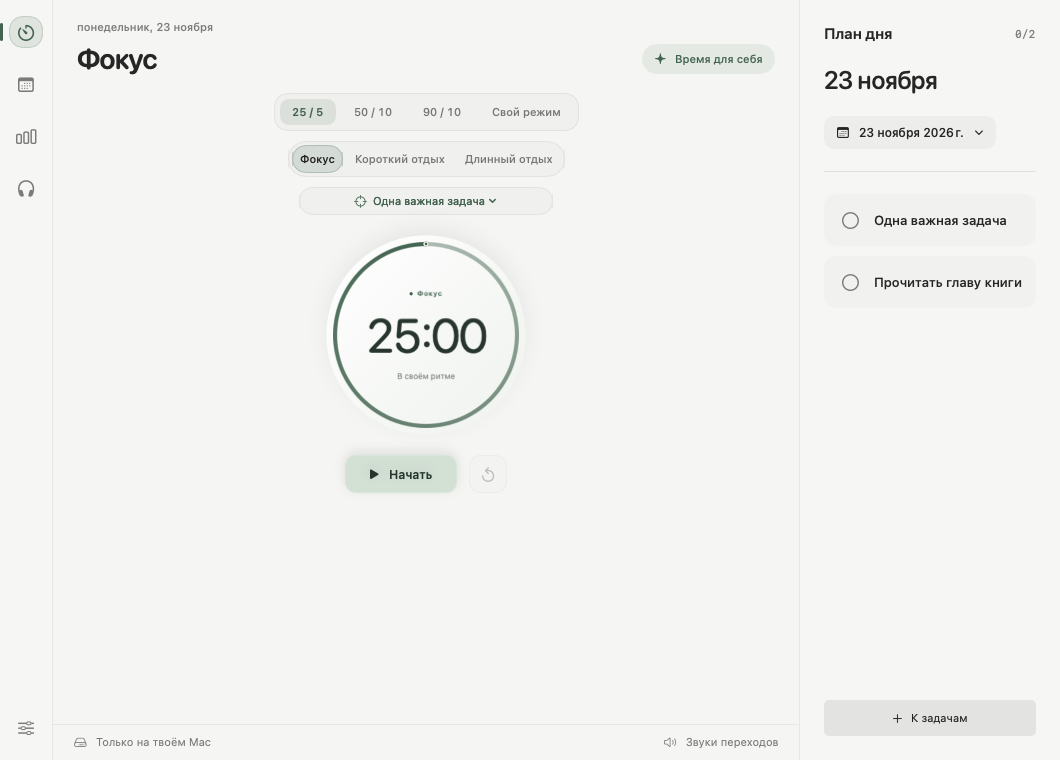 понедельник, 23 ноября
Фокус
Время для себя
25 / 5
50 / 10
90 / 10
Свой режим
Фокус
Короткий отдых
Длинный отдых
Одна важная задача
• Фокус
25:00
В своём ритме
Начать
Только на твоём Mac
Звуки переходов
План дня
0/2
23 ноября
23 ноября 2026 г.
Одна важная задача
Прочитать главу книги
+ К задачам